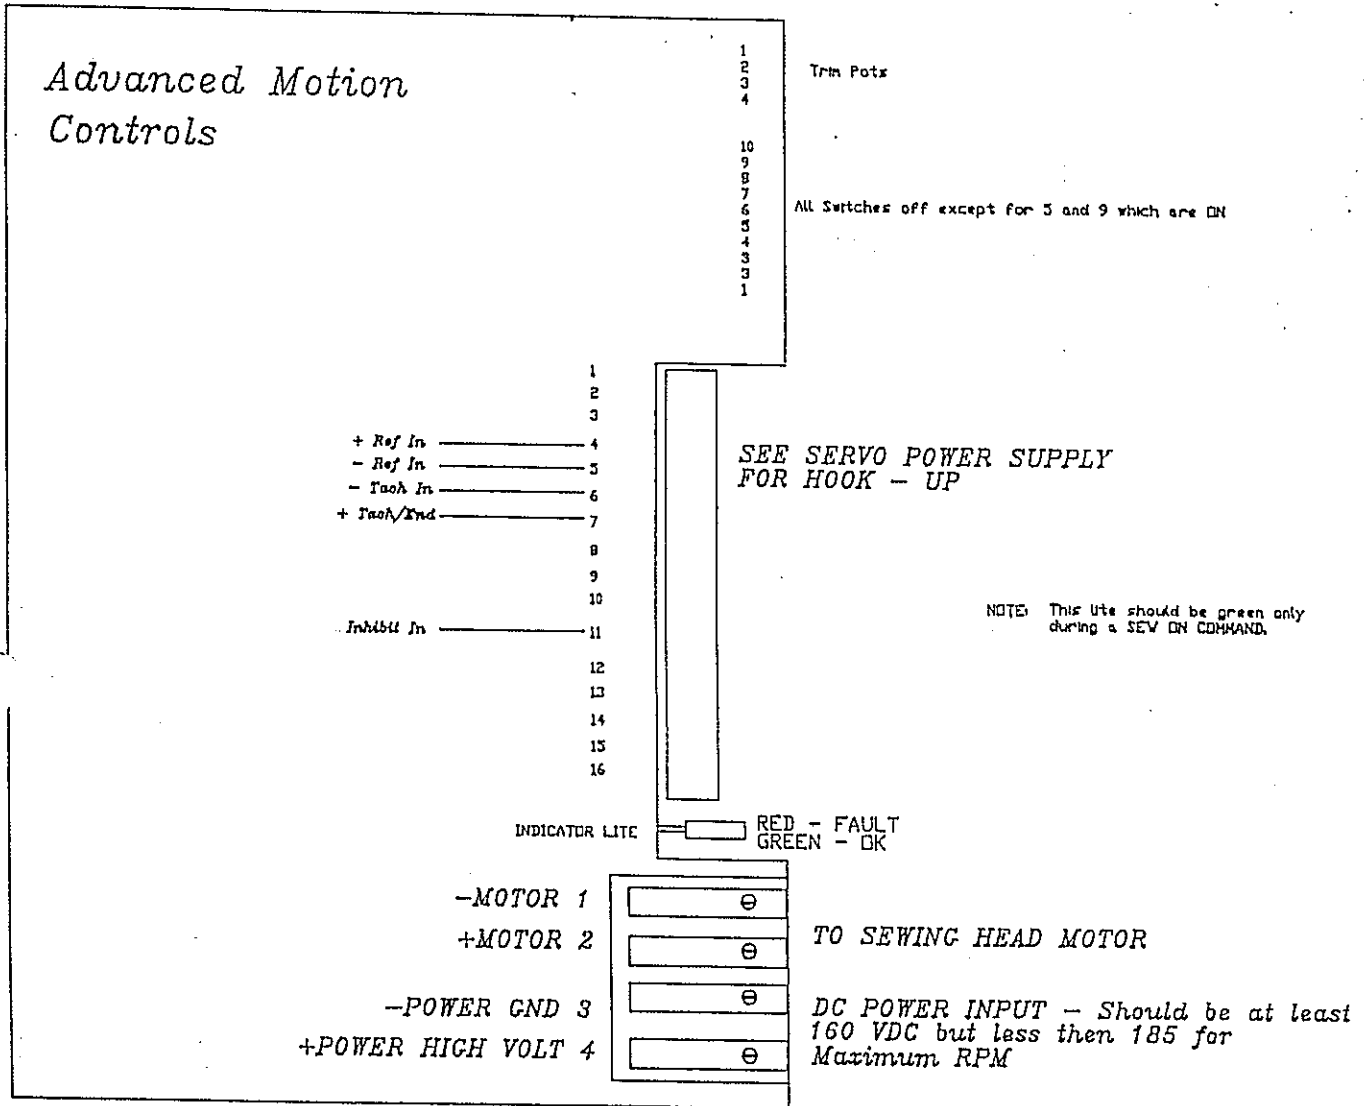 Advanced Motion
Controls
1
2
3
4
Trim Pots
10
9
8
7
6
5
4
3
3
1
All Switches off except for 5 and 9 which are ON
1
2
3
+ Ref In 4
- Ref In 5
- Tach In 6
+ Tach/Gnd 7
8
9
10
Inhibit In 11
12
13
14
15
16
SEE SERVO POWER SUPPLY
FOR HOOK - UP
NOTE: This lite should be green only
during a SEW ON COMMAND.
INDICATOR LITE
RED - FAULT
GREEN - OK
-MOTOR 1
+MOTOR 2
TO SEWING HEAD MOTOR
-POWER GND 3
+POWER HIGH VOLT 4
DC POWER INPUT - Should be at least
160 VDC but less then 185 for
Maximum RPM